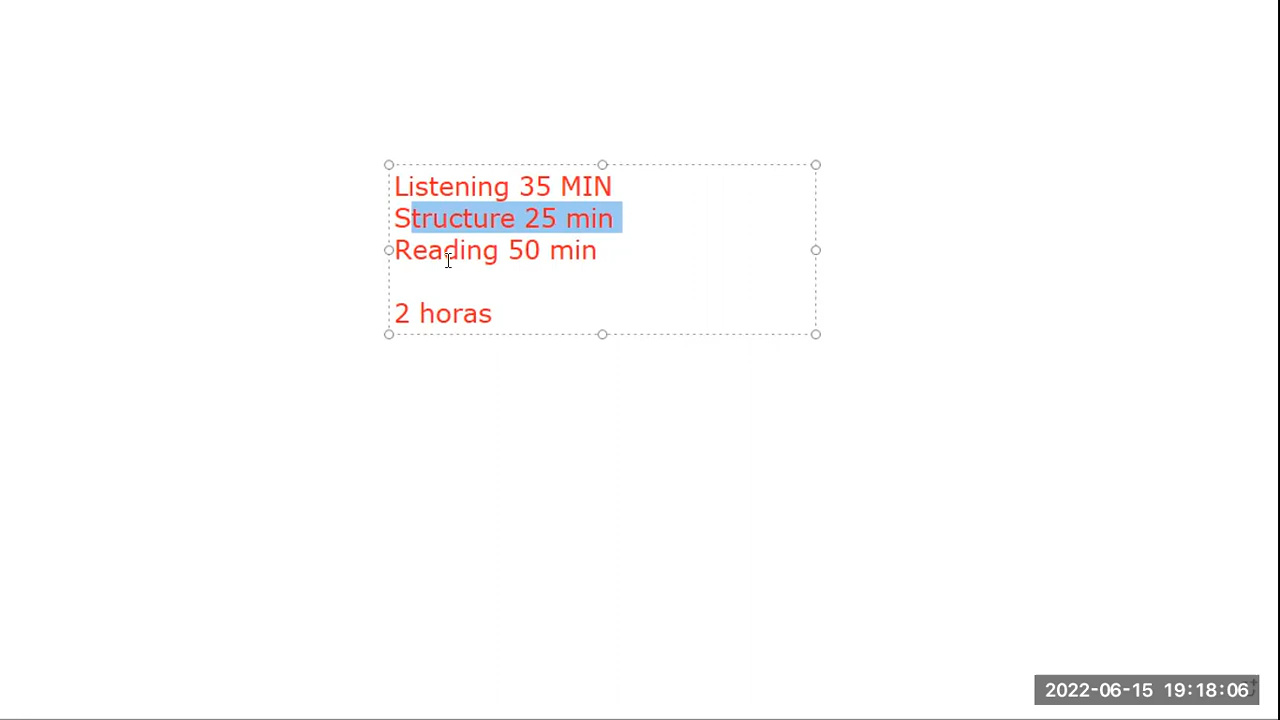 Listening 35 MIN
Structure 25 min
Reading 50 min
2 horas
2022-06-15 19:18:06